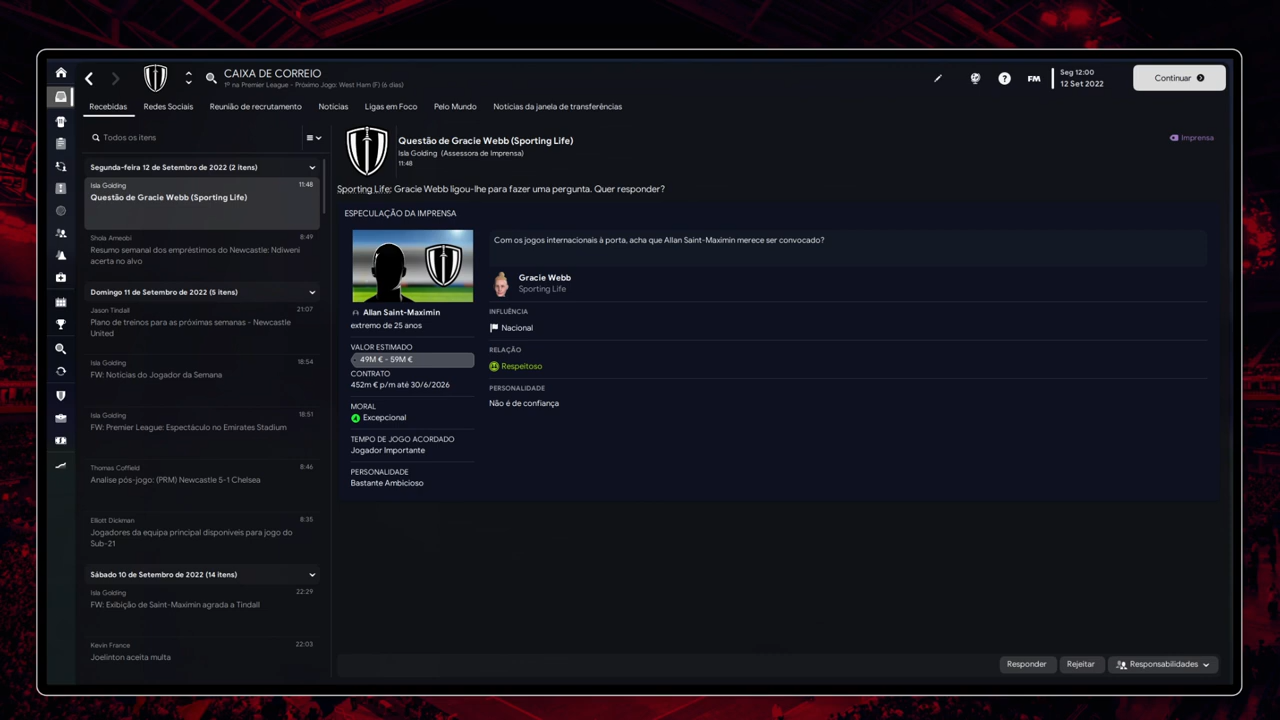 CAIXA DE CORREIO
1º na Premier League - Próximo Jogo: West Ham (F) (6 dias)
FM
Seg 12:00
12 Set 2022
Continuar
Recebidas
Redes Sociais
Reunião de recrutamento
Notícias
Ligas em Foco
Pelo Mundo
Notícias da janela de transferências
Todos os itens
Segunda-feira 12 de Setembro de 2022 (2 itens)
Isla Golding
11:48
Questão de Gracie Webb (Sporting Life)
Shola Ameobi
8:49
Resumo semanal dos empréstimos do Newcastle: Ndiweni
acerta no alvo
Domingo 11 de Setembro de 2022 (5 itens)
Jason Tindall
21:07
Plano de treinos para as próximas semanas - Newcastle
United
Isla Golding
18:54
FW: Notícias do Jogador da Semana
Isla Golding
18:51
FW: Premier League: Espectáculo no Emirates Stadium
Thomas Coffield
8:46
Analise pós-jogo: (PRM) Newcastle 5-1 Chelsea
Elliott Dickman
8:35
Jogadores da equipa principal disponíveis para jogo do
Sub-21
Sábado 10 de Setembro de 2022 (14 itens)
Isla Golding
22:29
FW: Exibição de Saint-Maximin agrada a Tindall
Kevin France
22:03
Joelinton aceita multa
Questão de Gracie Webb (Sporting Life)
Isla Golding (Assessora de Imprensa)
11:48
Imprensa
Sporting Life: Gracie Webb ligou-lhe para fazer uma pergunta. Quer responder?
ESPECULAÇÃO DA IMPRENSA
Allan Saint-Maximin
extremo de 25 anos
VALOR ESTIMADO
49M € - 59M €
CONTRATO
452m € p/m até 30/6/2026
MORAL
Excepcional
TEMPO DE JOGO ACORDADO
Jogador Importante
PERSONALIDADE
Bastante Ambicioso
Com os jogos internacionais à porta, acha que Allan Saint-Maximin merece ser convocado?
Gracie Webb
Sporting Life
INFLUÊNCIA
Nacional
RELAÇÃO
Respeitoso
PERSONALIDADE
Não é de confiança
Responder
Rejeitar
Responsabilidades